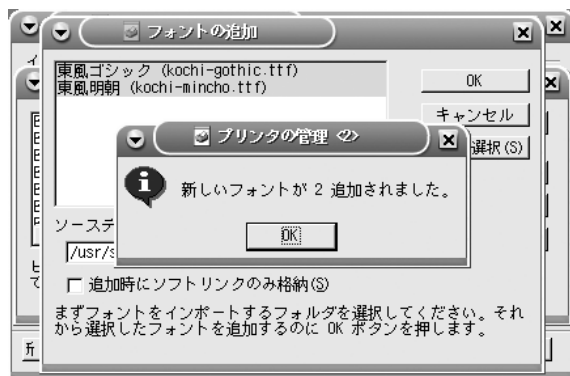 フォントの追加
東風ゴシック (kochi-gothic.ttf)
東風明朝 (kochi-mincho.ttf)
OK
キャンセル
選択(S)
プリンタの管理 <2>
新しいフォントが 2 追加されました。
OK
ソーステ
/usr/s
追加時にソフトリンクのみ格納(S)
まずフォントをインポートするフォルダを選択してください。それ
から選択したフォントを追加するのに OK ボタンを押します。